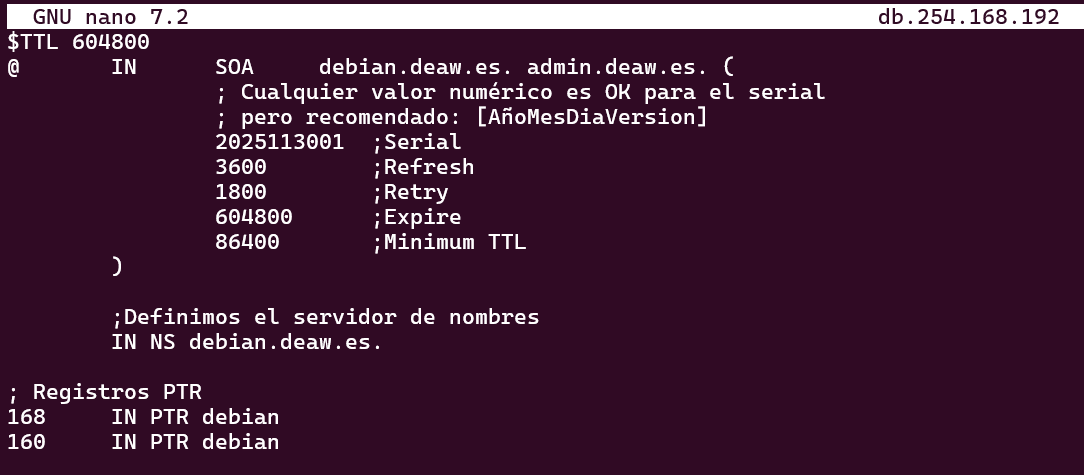 GNU nano 7.2 db.254.168.192
$TTL 604800
@ IN SOA debian.deaw.es. admin.deaw.es. (
; Cualquier valor numérico es OK para el serial
; pero recomendado: [AñoMesDiaVersion]
2025113001 ;Serial
3600 ;Refresh
1800 ;Retry
604800 ;Expire
86400 ;Minimum TTL
)
;Definimos el servidor de nombres
IN NS debian.deaw.es.
; Registros PTR
168 IN PTR debian
160 IN PTR debian